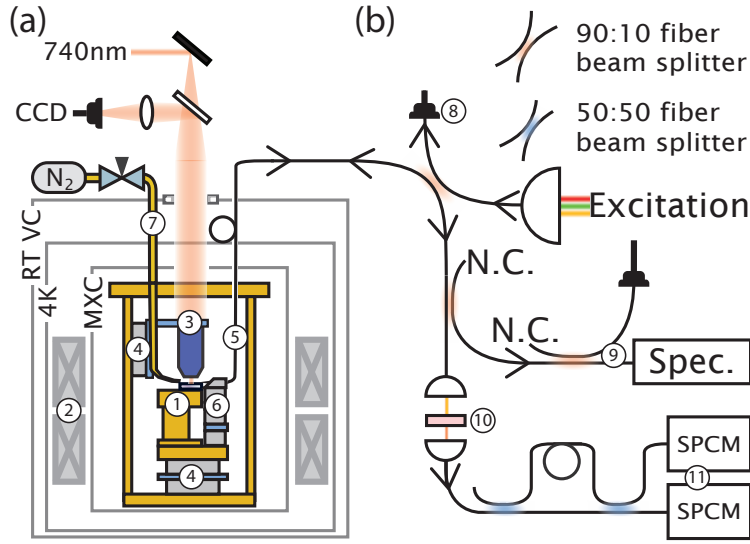 (a)
740nm
CCD
N2
7
RT VC
4K
MXC
3
4
5
2
1
6
4
(b)
90:10 fiber
beam splitter
50:50 fiber
beam splitter
8
Excitation
N.C.
N.C.
9
Spec.
10
SPCM
11
SPCM